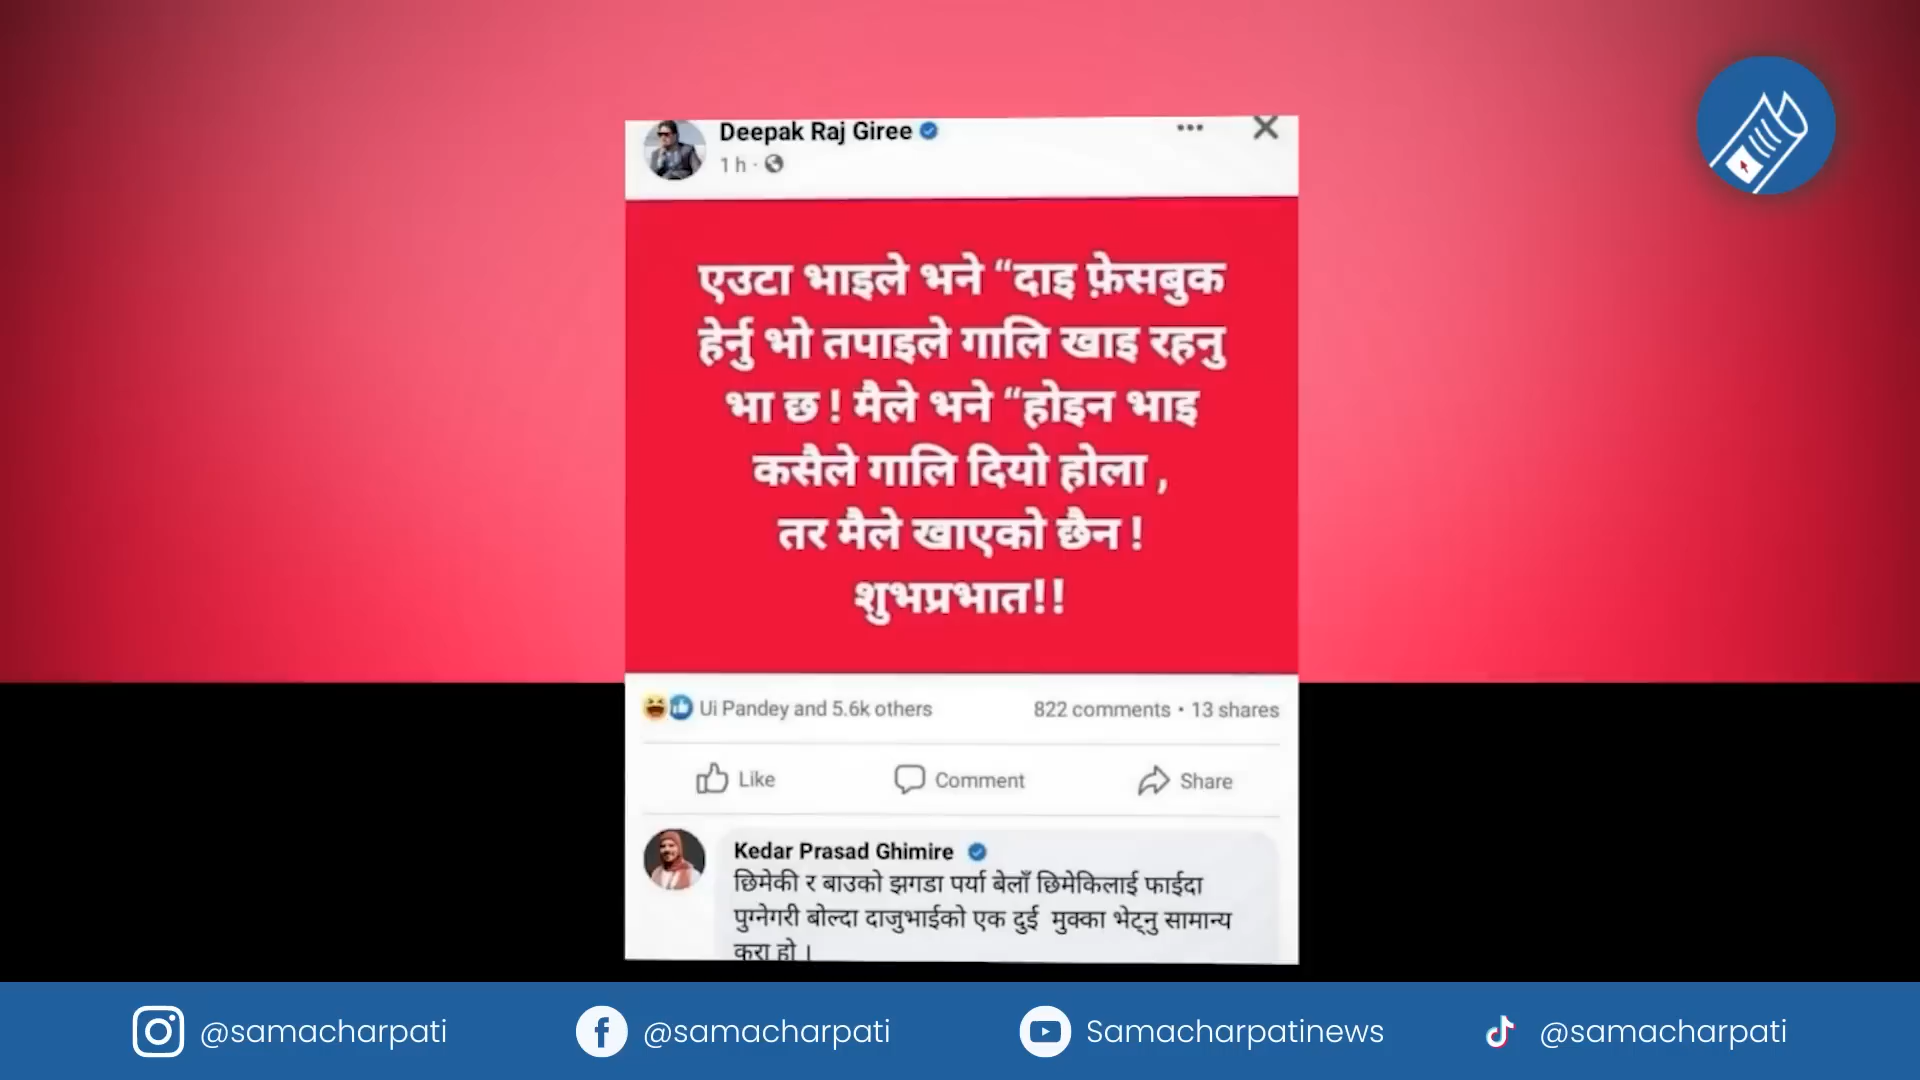 Deepak Raj Giree
1 h ·
एउटा भाइले भने “दाइ फ़ेसबुक
हेर्नु भो तपाइले गालि खाइ रहनु
भा छ ! मैले भने “होइन भाइ
कसैले गालि दियो होला ,
तर मैले खाएको छैन !
शुभप्रभात!!
Ui Pandey and 5.6k others 822 comments • 13 shares
Like Comment Share
Kedar Prasad Ghimire
छिमेकी र बाउको झगडा पर्या बेलाँ छिमेकिलाई फाईदा
पुग्नेगरी बोल्दा दाजुभाईको एक दुई मुक्का भेट्नु सामान्य
कुरा हो ।
@samacharpati @samacharpati Samacharpatinews @samacharpati